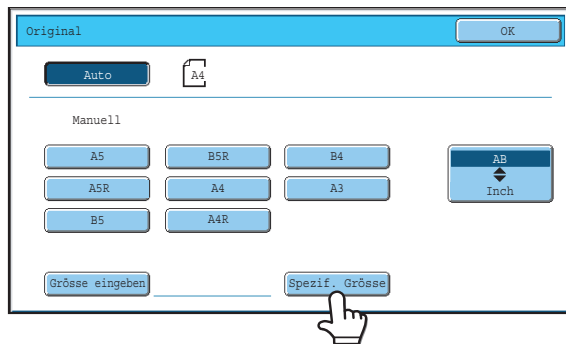 Original OK
Auto A4
Manuell
A5 B5R B4 AB
A5R A4 A3 Inch
B5 A4R
Grösse eingeben Spezif. Grösse